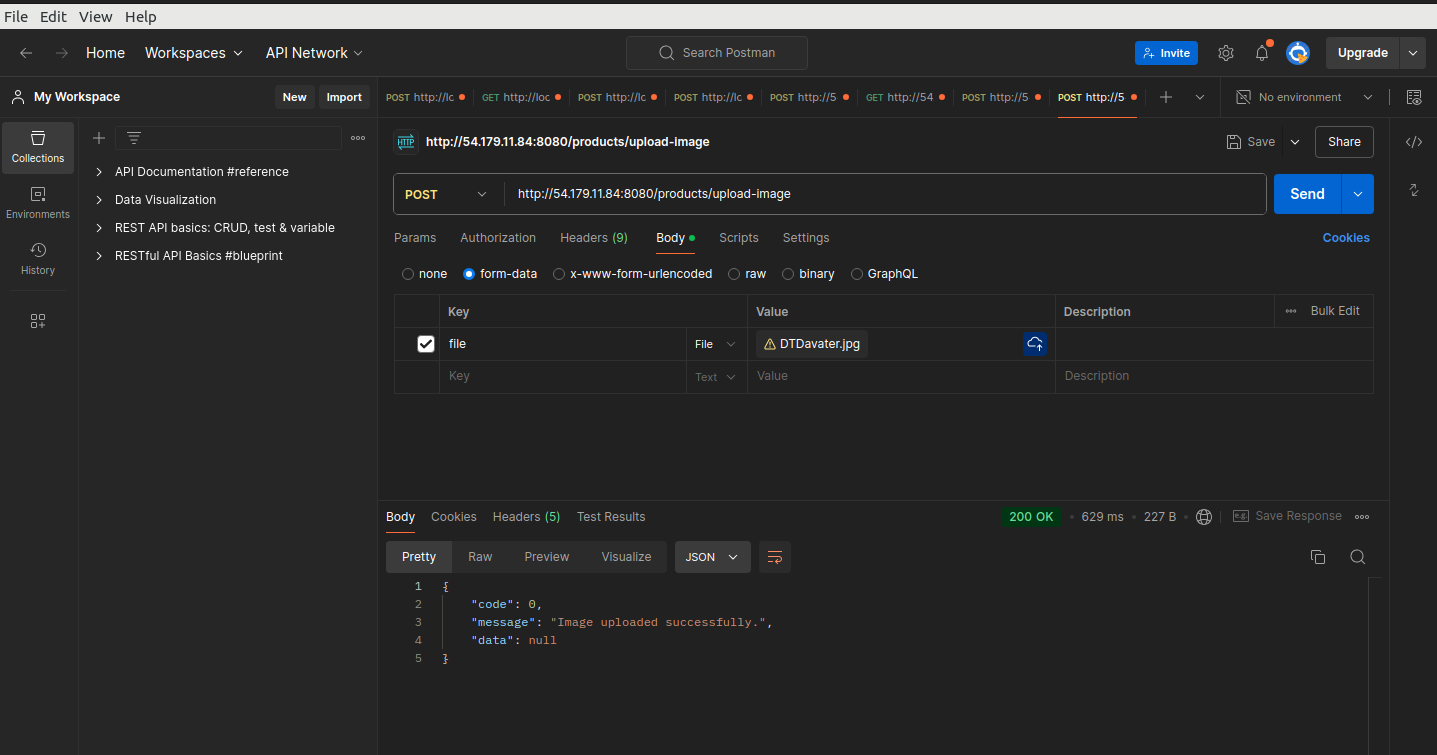 File Edit View Help
Home Workspaces API Network Search Postman Invite Upgrade
My Workspace New Import POST http://lc GET http://loc POST http://lc POST http://lc POST http://5 GET http://54 POST http://5 POST http://5 No environment
Collections
Environments
History
API Documentation #reference
Data Visualization
REST API basics: CRUD, test & variable
RESTful API Basics #blueprint
HTTP http://54.179.11.84:8080/products/upload-image Save Share
POST http://54.179.11.84:8080/products/upload-image Send
Params Authorization Headers (9) Body Scripts Settings Cookies
none form-data x-www-form-urlencoded raw binary GraphQL
Key Value Description Bulk Edit
file File DTDavater.jpg
Key Text Value Description
Body Cookies Headers (5) Test Results 200 OK 629 ms 227 B e.g. Save Response
Pretty Raw Preview Visualize JSON
1 {
2 "code": 0,
3 "message": "Image uploaded successfully.",
4 "data": null
5 }